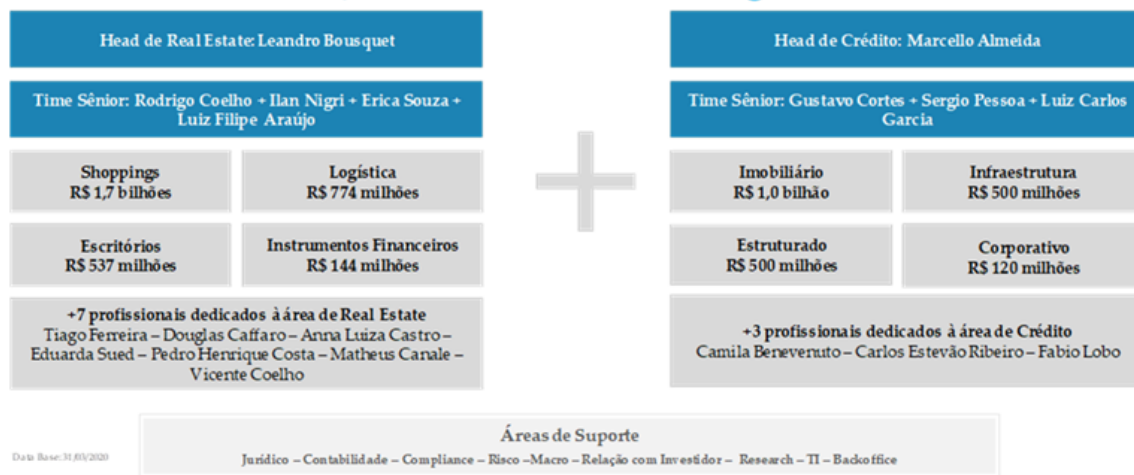 Head de Real Estate: Leandro Bousquet
Time Sênior: Rodrigo Coelho + Ilan Nigri + Erica Souza +
Luiz Filipe Araújo
Shoppings
R$ 1,7 bilhões
Logística
R$ 774 milhões
Escritórios
R$ 537 milhões
Instrumentos Financeiros
R$ 144 milhões
+7 profissionais dedicados à área de Real Estate
Tiago Ferreira – Douglas Caffaro – Anna Luiza Castro –
Eduarda Sued – Pedro Henrique Costa – Matheus Canale –
Vicente Coelho
Head de Crédito: Marcello Almeida
Time Sênior: Gustavo Cortes + Sergio Pessoa + Luiz Carlos
Garcia
Imobiliário
R$ 1,0 bilhão
Infraestrutura
R$ 500 milhões
Estruturado
R$ 500 milhões
Corporativo
R$ 120 milhões
+3 profissionais dedicados à área de Crédito
Camila Benevenuto – Carlos Estevão Ribeiro – Fabio Lobo
Áreas de Suporte
Jurídico – Contabilidade – Compliance – Risco –Macro – Relação com Investidor – Research – TI – Backoffice
Data Base:31/03/2020